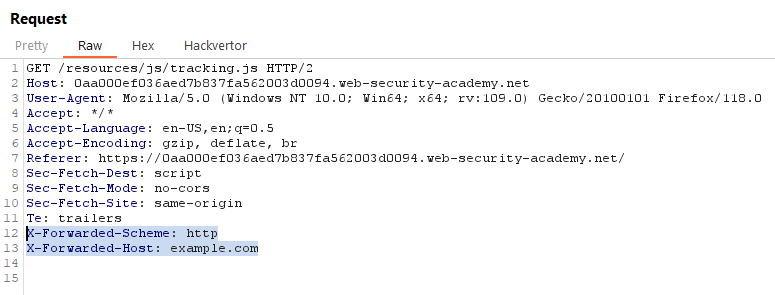 Request
Pretty Raw Hex Hackvertor
1 GET /resources/js/tracking.js HTTP/2
2 Host: 0aa000ef036aed7b837fa562003d0094.web-security-academy.net
3 User-Agent: Mozilla/5.0 (Windows NT 10.0; Win64; x64; rv:109.0) Gecko/20100101 Firefox/118.0
4 Accept: */*
5 Accept-Language: en-US,en;q=0.5
6 Accept-Encoding: gzip, deflate, br
7 Referer: https://0aa000ef036aed7b837fa562003d0094.web-security-academy.net/
8 Sec-Fetch-Dest: script
9 Sec-Fetch-Mode: no-cors
10 Sec-Fetch-Site: same-origin
11 Te: trailers
12 X-Forwarded-Scheme: http
13 X-Forwarded-Host: example.com
14
15